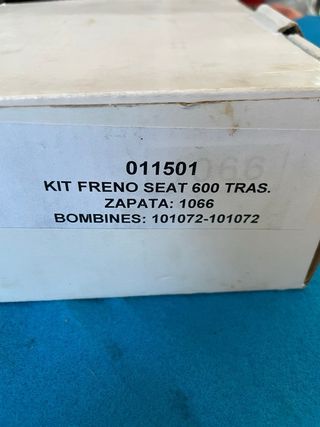 011501
KIT FRENO SEAT 600 TRAS.
ZAPATA: 1066
BOMBINES: 101072-101072